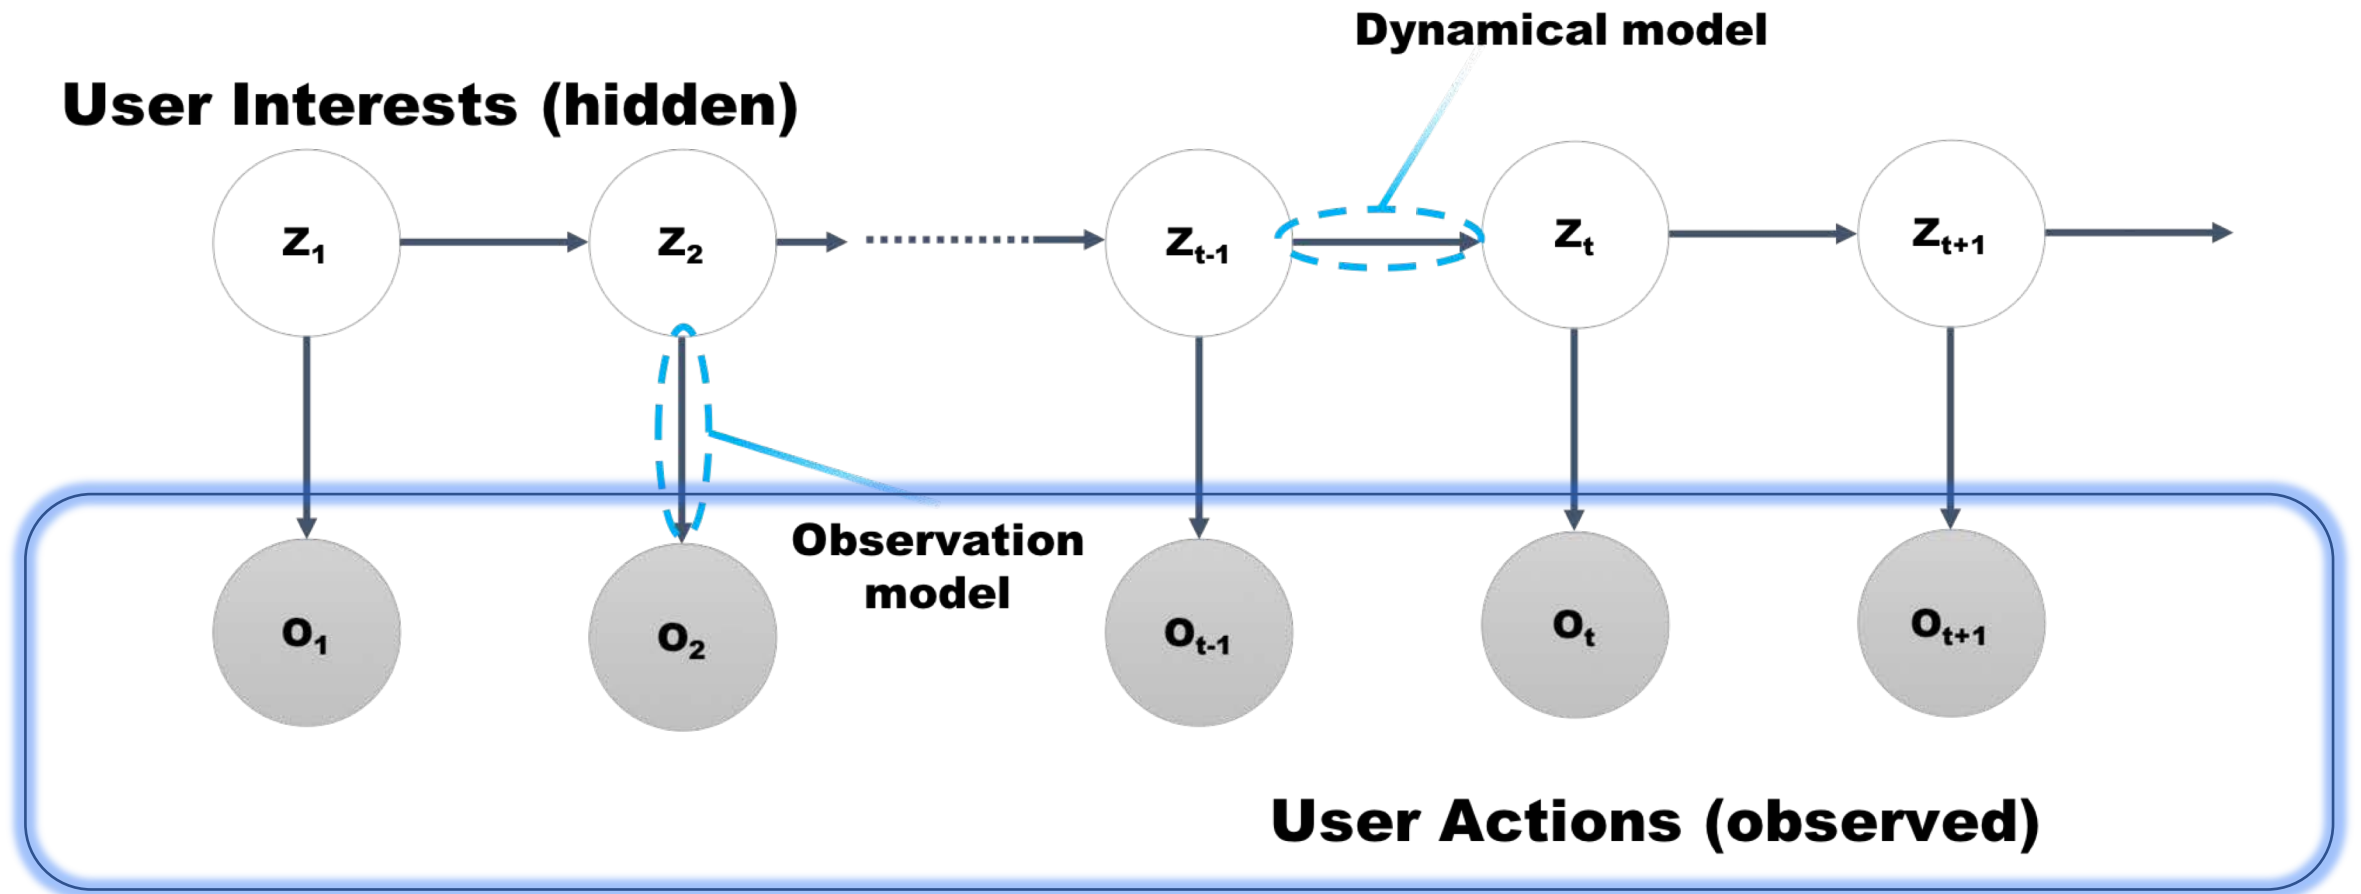 Dynamical model
User Interests (hidden)
Z₁ Z₂ Zₜ₋₁ Zₜ Zₜ₊₁
Observation
model
O₁ O₂ Oₜ₋₁ Oₜ Oₜ₊₁
User Actions (observed)